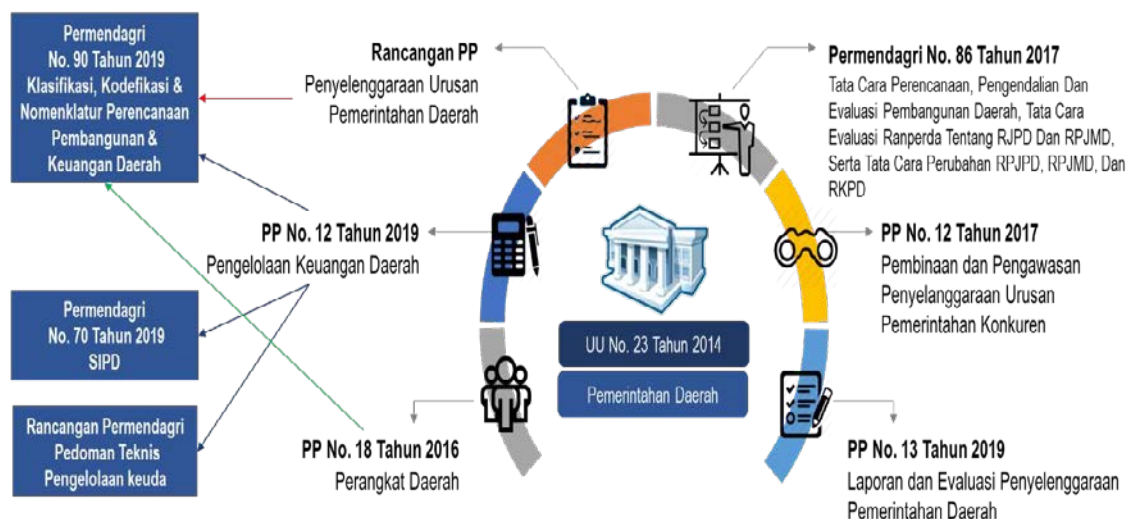 Permendagri
No. 90 Tahun 2019
Klasifikasi, Kodefikasi &
Nomenklatur Perencanaan
Pembangunan &
Keuangan Daerah
Permendagri
No. 70 Tahun 2019
SIPD
Rancangan Permendagri
Pedoman Teknis
Pengelolaan keuda
Rancangan PP
Penyelenggaraan Urusan
Pemerintahan Daerah
PP No. 12 Tahun 2019
Pengelolaan Keuangan Daerah
PP No. 18 Tahun 2016
Perangkat Daerah
UU No. 23 Tahun 2014
Pemerintahan Daerah
Permendagri No. 86 Tahun 2017
Tata Cara Perencanaan, Pengendalian Dan
Evaluasi Pembangunan Daerah, Tata Cara
Evaluasi Ranperda Tentang RJPD Dan RPJMD,
Serta Tata Cara Perubahan RPJPD, RPJMD, Dan
RKPD
PP No. 12 Tahun 2017
Pembinaan dan Pengawasan
Penyelanggaraan Urusan
Pemerintahan Konkuren
PP No. 13 Tahun 2019
Laporan dan Evaluasi Penyelenggaraan
Pemerintahan Daerah